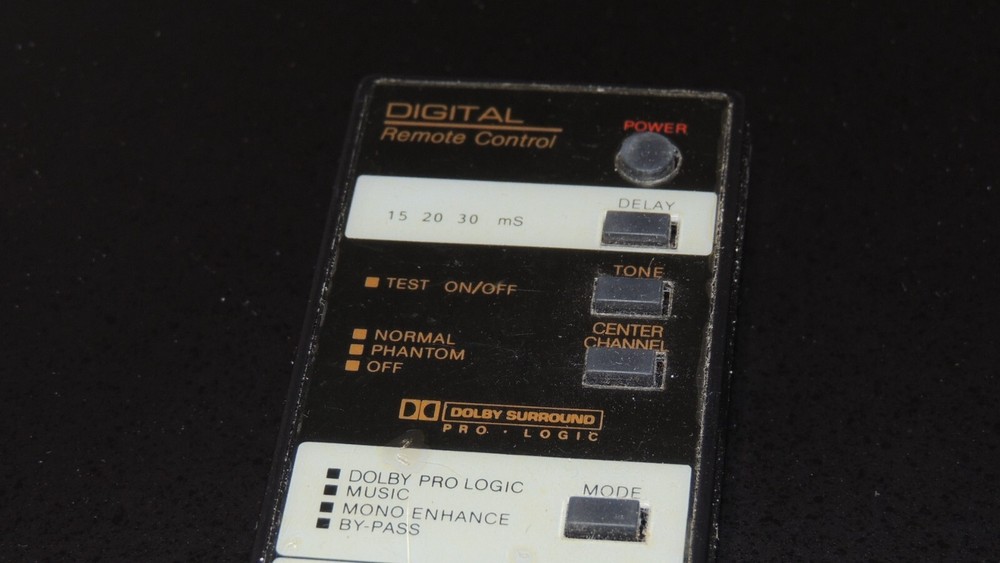 DIGITAL
Remote Control
POWER
DELAY
15 20 30 mS
TONE
TEST ON/OFF
CENTER
CHANNEL
NORMAL
PHANTOM
OFF
DOLBY SURROUND
PRO · LOGIC
MODE
DOLBY PRO LOGIC
MUSIC
MONO ENHANCE
BY-PASS